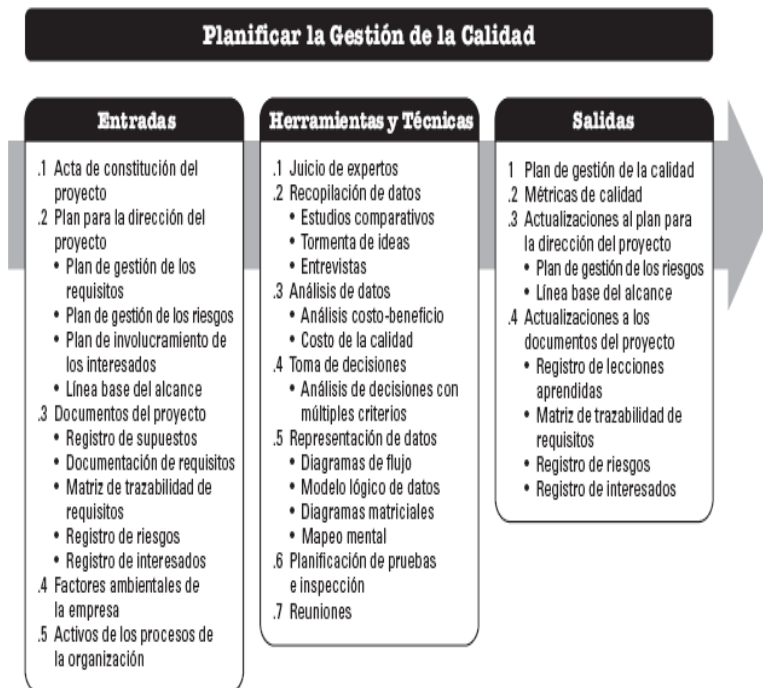 Planificar la Gestión de la Calidad
Entradas
.1 Acta de constitución del
proyecto
.2 Plan para la dirección del
proyecto
• Plan de gestión de los
requisitos
• Plan de gestión de los riesgos
• Plan de involucramiento de
los interesados
• Línea base del alcance
.3 Documentos del proyecto
• Registro de supuestos
• Documentación de requisitos
• Matriz de trazabilidad de
requisitos
• Registro de riesgos
• Registro de interesados
.4 Factores ambientales de
la empresa
.5 Activos de los procesos de
la organización
Herramientas y Técnicas
.1 Juicio de expertos
.2 Recopilación de datos
• Estudios comparativos
• Tormenta de ideas
• Entrevistas
.3 Análisis de datos
• Análisis costo-beneficio
• Costo de la calidad
.4 Toma de decisiones
• Análisis de decisiones con
múltiples criterios
.5 Representación de datos
• Diagramas de flujo
• Modelo lógico de datos
• Diagramas matriciales
• Mapeo mental
.6 Planificación de pruebas
e inspección
.7 Reuniones
Salidas
1 Plan de gestión de la calidad
.2 Métricas de calidad
.3 Actualizaciones al plan para
la dirección del proyecto
• Plan de gestión de los riesgos
• Línea base del alcance
.4 Actualizaciones a los
documentos del proyecto
• Registro de lecciones
aprendidas
• Matriz de trazabilidad de
requisitos
• Registro de riesgos
• Registro de interesados